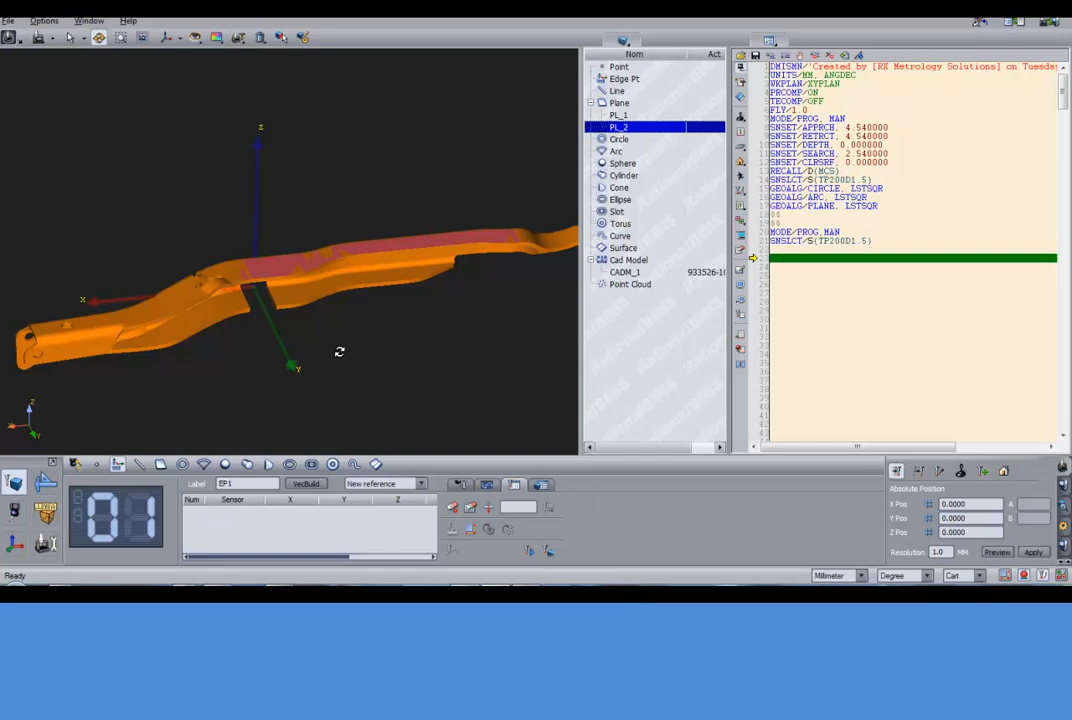 File Options Window Help
Nom Act
Point
Edge Pt
Line
Plane
PL_1
PL_2
Circle
Arc
Sphere
Cylinder
Cone
Ellipse
Slot
Torus
Curve
Surface
Cad Model
CADM_1 933526-10
Point Cloud
DMISMN/'Created by [RX Metrology Solutions] on Tuesday
UNITS/MM, ANGDEC
WKPLAN/XYPLAN
PRCOMP/ON
TECOMP/OFF
FLY/1.0
MODE/PROG, MAN
SNSET/APPRCH, 4.540000
SNSET/RETRCT, 4.540000
SNSET/DEPTH, 0.000000
SNSET/SEARCH, 2.540000
SNSET/CLRSRF, 0.000000
RECALL/D(MCS)
SNSLCT/S(TP200D1.5)
GEOALG/CIRCLE, LSTSQR
GEOALG/ARC, LSTSQR
GEOALG/PLANE, LSTSQR
$$
$$
MODE/PROG,MAN
SNSLCT/S(TP200D1.5)
Z
X
Y
Z
X
Y
01
Label EP1 VecBuild New reference
Num Sensor X Y Z
Absolute Position
X Pos 0.0000 A
Y Pos 0.0000 B
Z Pos 0.0000
Resolution 1.0 MM Preview Apply
Ready Millimeter Degree Cart